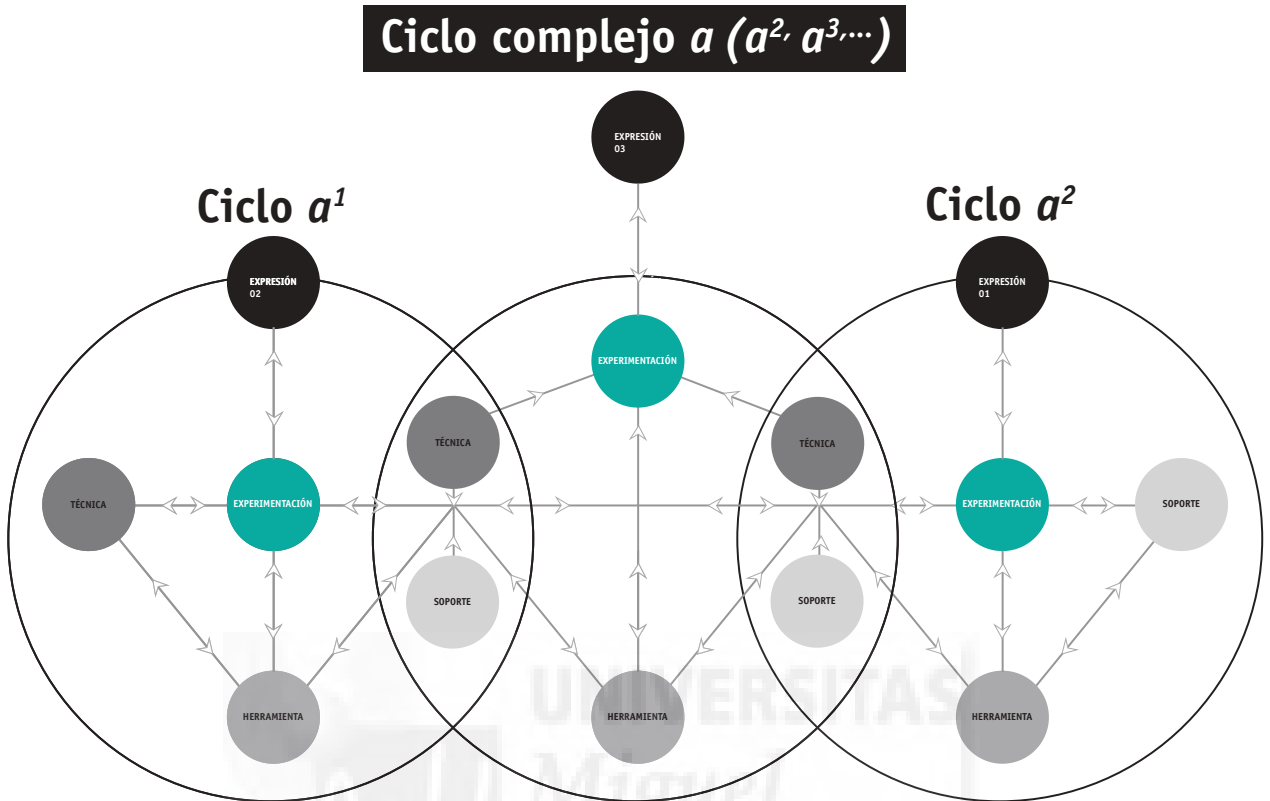 Ciclo complejo a (a², a³,...)
EXPRESIÓN
03
Ciclo a¹
Ciclo a²
EXPRESIÓN
02
EXPRESIÓN
01
EXPERIMENTACIÓN
TÉCNICA
TÉCNICA
TÉCNICA
EXPERIMENTACIÓN
EXPERIMENTACIÓN
SOPORTE
SOPORTE
SOPORTE
HERRAMIENTA
HERRAMIENTA
HERRAMIENTA
UNIVERSITAS
Miguel